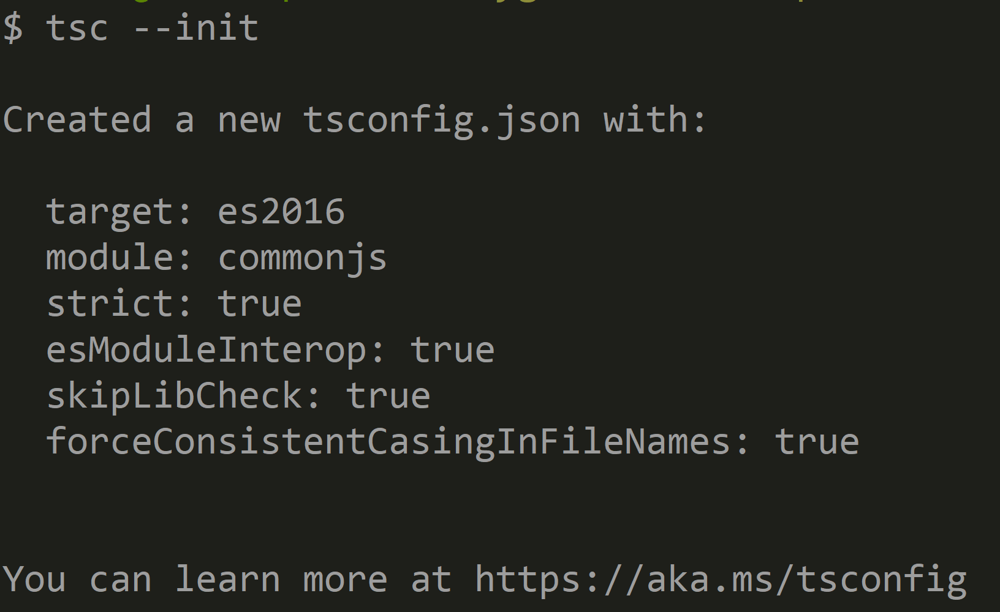 $ tsc --init
Created a new tsconfig.json with:
target: es2016
module: commonjs
strict: true
esModuleInterop: true
skipLibCheck: true
forceConsistentCasingInFileNames: true
You can learn more at https://aka.ms/tsconfig